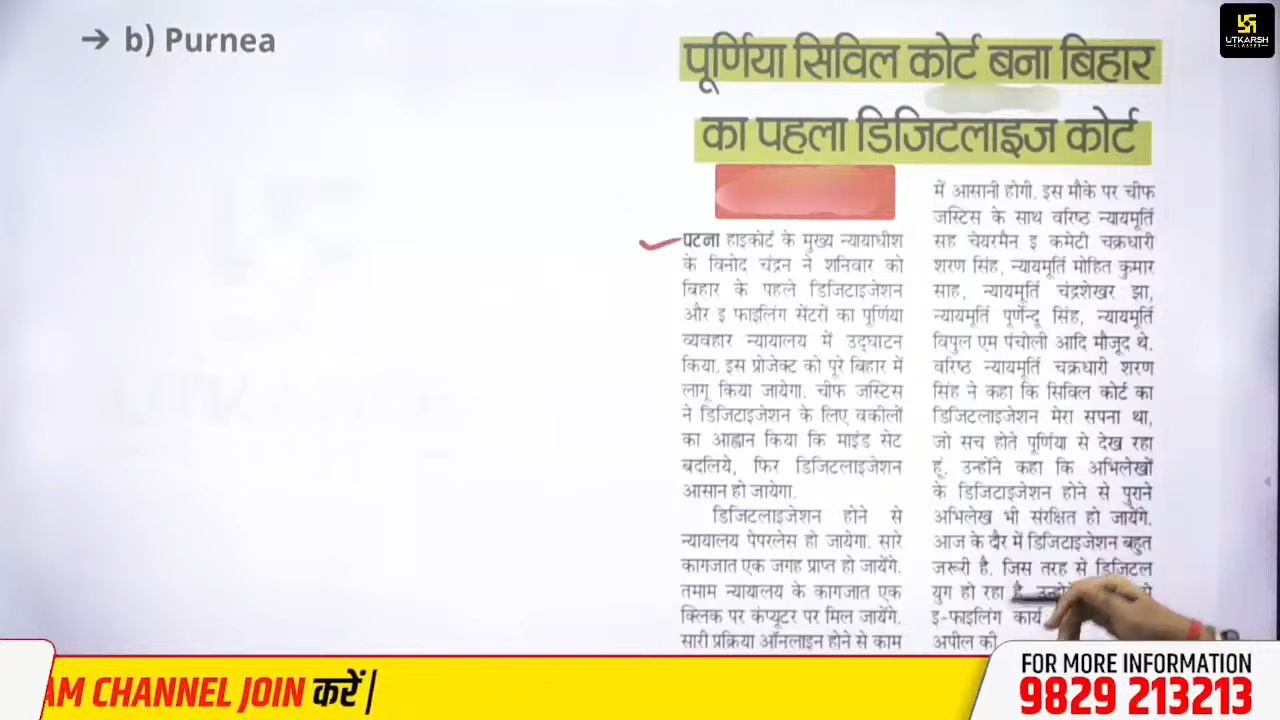 → b) Purnea
UTKARSH
CLASSES
पूर्णिया सिविल कोर्ट बना बिहार
का पहला डिजिटलाइज कोर्ट
पटना हाइकोर्ट के मुख्य न्यायाधीश
के विनोद चंद्रन ने शनिवार को
बिहार के पहले डिजिटाइजेशन
और इ फाइलिंग सेंटरों का पूर्णिया
व्यवहार न्यायालय में उद्घाटन
किया. इस प्रोजेक्ट को पूरे बिहार में
लागू किया जायेगा. चीफ जस्टिस
ने डिजिटाइजेशन के लिए वकीलों
का आह्वान किया कि माइंड सेट
बदलिये, फिर डिजिटलाइजेशन
आसान हो जायेगा.
डिजिटलाइजेशन होने से
न्यायालय पेपरलेस हो जायेगा. सारे
कागजात एक जगह प्राप्त हो जायेंगे.
तमाम न्यायालय के कागजात एक
क्लिक पर कंप्यूटर पर मिल जायेंगे.
सारी प्रक्रिया ऑनलाइन होने से काम
में आसानी होगी. इस मौके पर चीफ
जस्टिस के साथ वरिष्ठ न्यायमूर्ति
सह चेयरमैन इ कमेटी चक्रधारी
शरण सिंह, न्यायमूर्ति मोहित कुमार
साह, न्यायमूर्ति चंद्रशेखर झा,
न्यायमूर्ति पूर्णेन्दू सिंह, न्यायमूर्ति
विपुल एम पंचोली आदि मौजूद थे.
वरिष्ठ न्यायमूर्ति चक्रधारी शरण
सिंह ने कहा कि सिविल कोर्ट का
डिजिटलाइजेशन मेरा सपना था,
जो सच होते पूर्णिया से देख रहा
हूं. उन्होंने कहा कि अभिलेखों
के डिजिटाइजेशन होने से पुराने
अभिलेख भी संरक्षित हो जायेंगे.
आज के दौर में डिजिटाइजेशन बहुत
जरूरी है. जिस तरह से डिजिटल
युग हो रहा है.
इ-फाइलिंग कार्य
अपील की
AM CHANNEL JOIN करें
FOR MORE INFORMATION
9829 213213